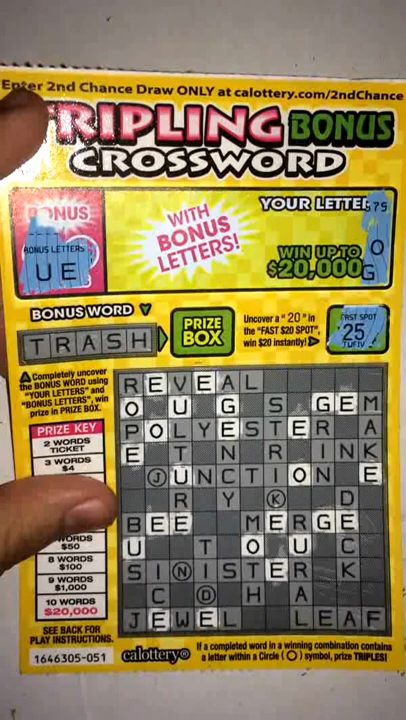 Enter 2nd Chance Draw ONLY at calottery.com/2ndChance
TRIPLING BONUS
CROSSWORD
BONUS
BONUS LETTERS
U E
WITH
BONUS
LETTERS!
YOUR LETTE
WIN UP TO
$20,000
O
G
BONUS WORD
TRASH
PRIZE
BOX
Uncover a "20" in
the "FAST $20 SPOT",
win $20 instantly!
25
Completely uncover
the BONUS WORD using
"YOUR LETTERS" and
"BONUS LETTERS", win
prize in PRIZE BOX.
PRIZE KEY
2 WORDS
TICKET
3 WORDS
$4
WORDS
$50
8 WORDS
$100
9 WORDS
$1,000
10 WORDS
$20,000
REVEAL
O U G S GEM
POLYESTER A
E T N R INK
JUNCTION E
R Y K D
BEE MERGE
U T O U C
SINISTER K
C D H A
JEWEL LEAF
SEE BACK FOR
PLAY INSTRUCTIONS.
1646305-051
calottery®
If a completed word in a winning combination contains
a letter within a Circle (O) symbol, prize TRIPLES!